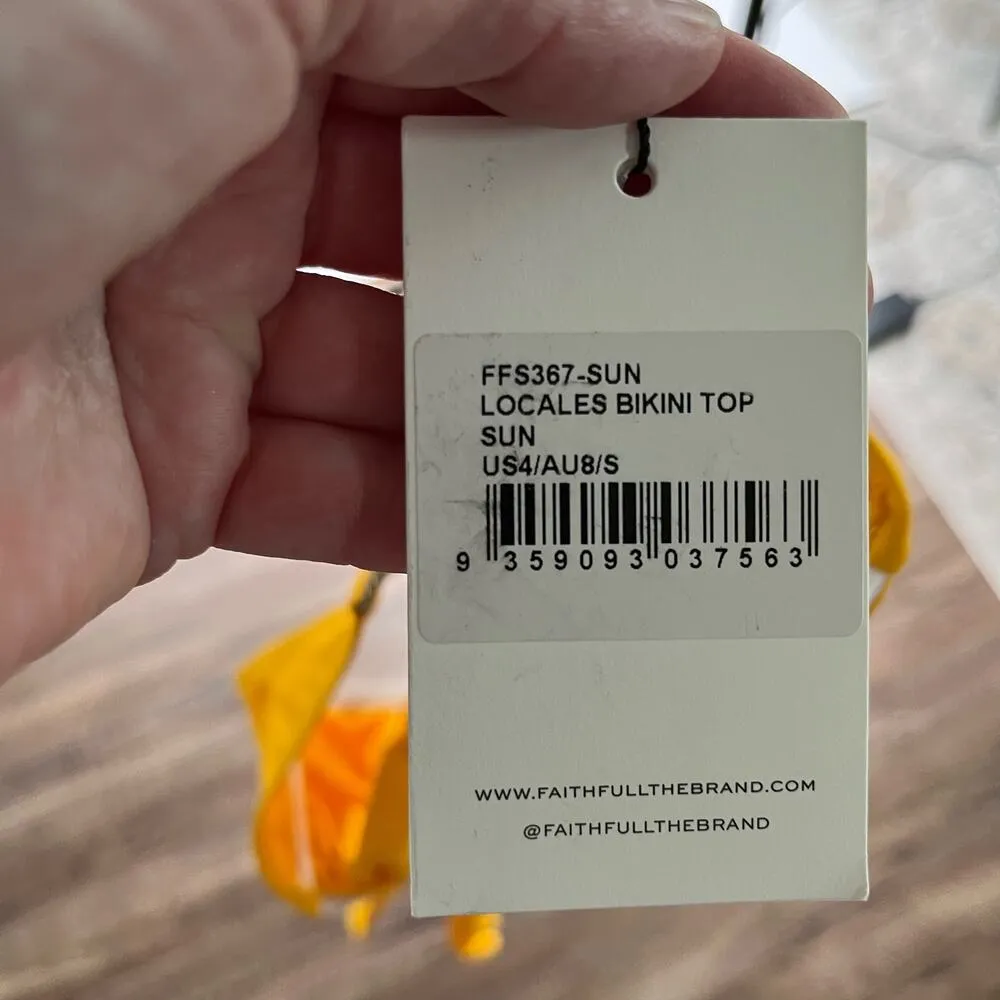 FFS367-SUN
LOCALES BIKINI TOP
SUN
US4/AU8/S
9 359093 037563
WWW.FAITHFULLTHEBRAND.COM
@FAITHFULLTHEBRAND